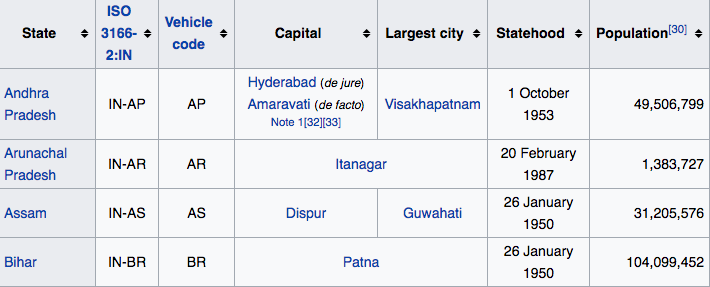 State ISO 3166-2:IN Vehicle code Capital Largest city Statehood Population[30]
Andhra Pradesh IN-AP AP Hyderabad (de jure) Amaravati (de facto) Note 1[32][33] Visakhapatnam 1 October 1953 49,506,799
Arunachal Pradesh IN-AR AR Itanagar 20 February 1987 1,383,727
Assam IN-AS AS Dispur Guwahati 26 January 1950 31,205,576
Bihar IN-BR BR Patna 26 January 1950 104,099,452